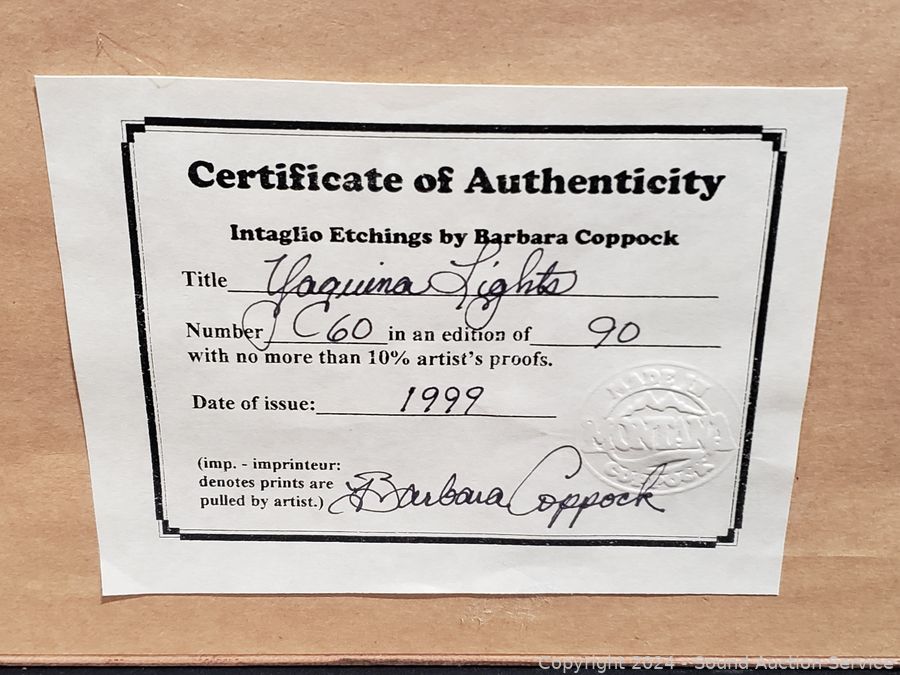 Certificate of Authenticity
Intaglio Etchings by Barbara Coppock
Title Yaquina Lights
Number C60 in an edition of 90
with no more than 10% artist's proofs.
Date of issue: 1999
MADE IN
MONTANA
(imp. - imprinteur:
denotes prints are
pulled by artist.) Barbara Coppock
Copyright 2024 - Sound Auction Service